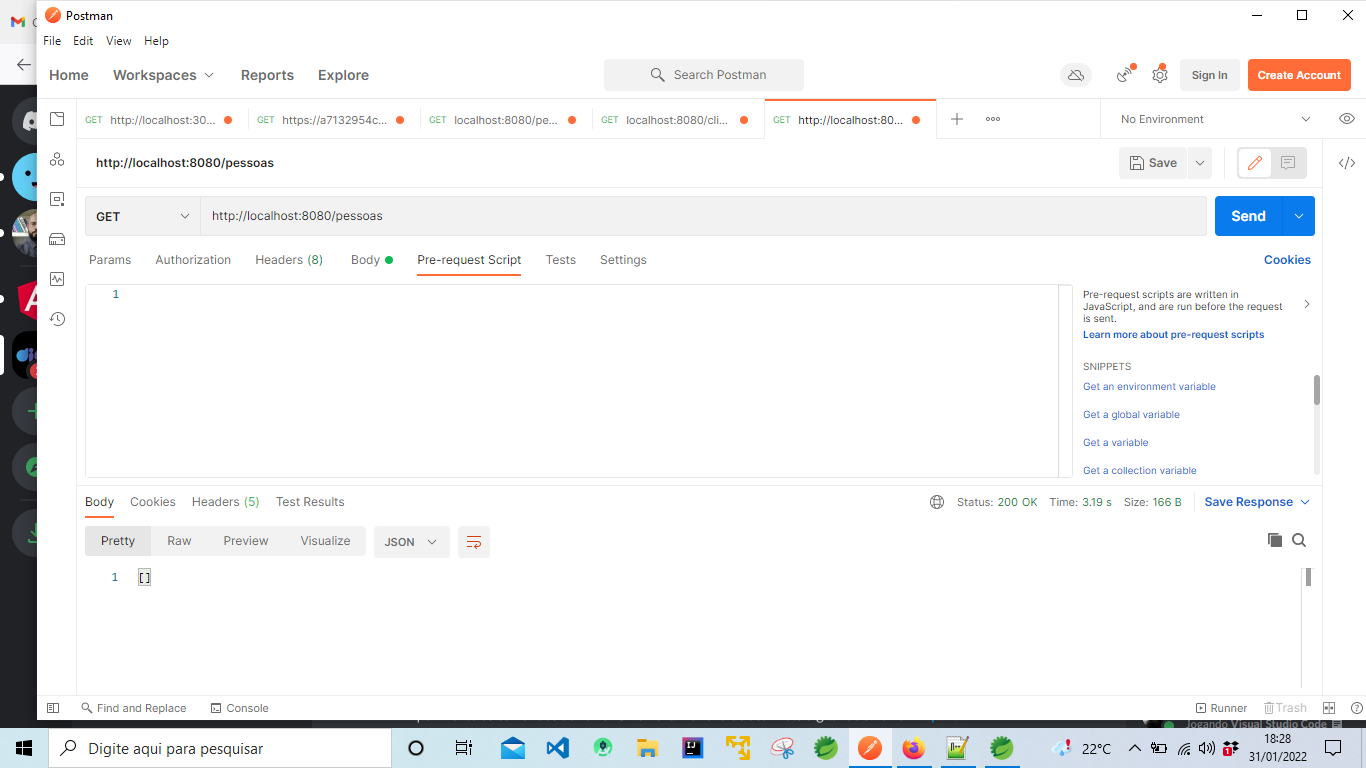 Postman
File Edit View Help
Home Workspaces Reports Explore Search Postman Sign In Create Account
GET http://localhost:30... GET https://a7132954c... GET localhost:8080/pe... GET localhost:8080/cli... GET http://localhost:80... No Environment
http://localhost:8080/pessoas Save
GET http://localhost:8080/pessoas Send
Params Authorization Headers (8) Body Pre-request Script Tests Settings Cookies
1
Pre-request scripts are written in
JavaScript, and are run before the request
is sent.
Learn more about pre-request scripts
SNIPPETS
Get an environment variable
Get a global variable
Get a variable
Get a collection variable
Body Cookies Headers (5) Test Results Status: 200 OK Time: 3.19 s Size: 166 B Save Response
Pretty Raw Preview Visualize JSON
1 []
Find and Replace Console Runner Trash
Jogando Visual Studio Code
Digite aqui para pesquisar 22°C 18:28
31/01/2022